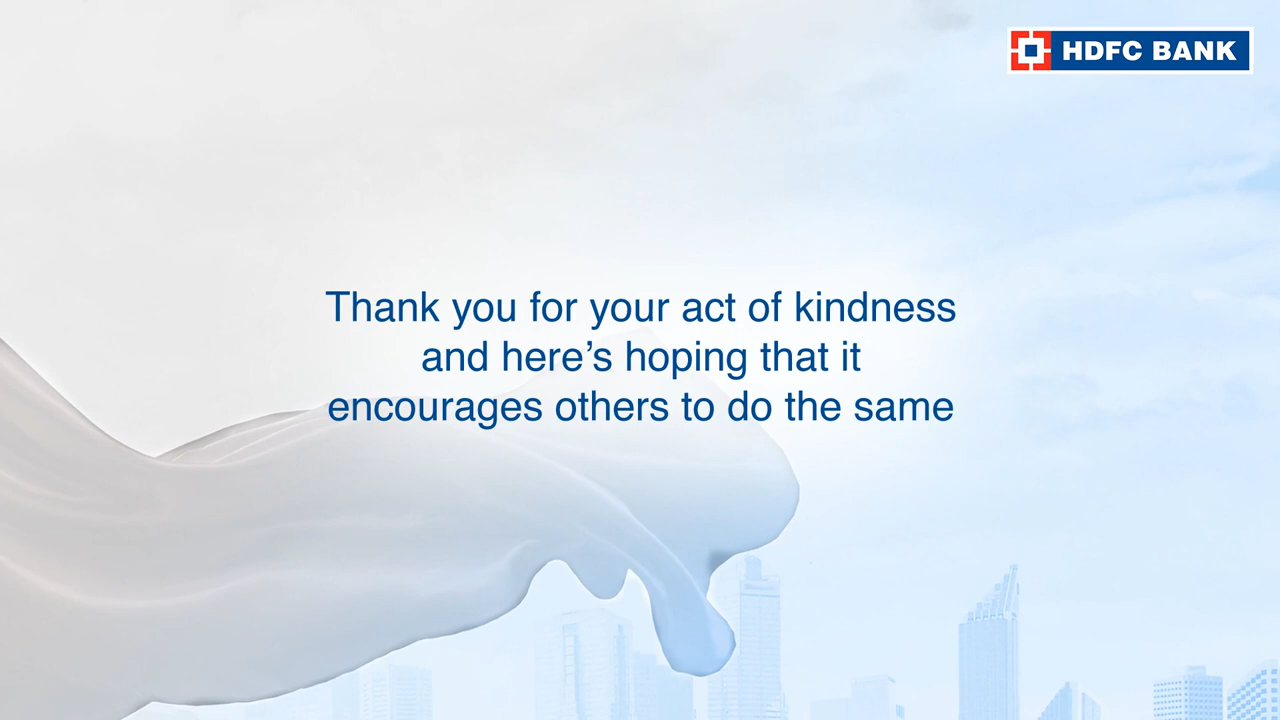 HDFC BANK
Thank you for your act of kindness
and here’s hoping that it
encourages others to do the same